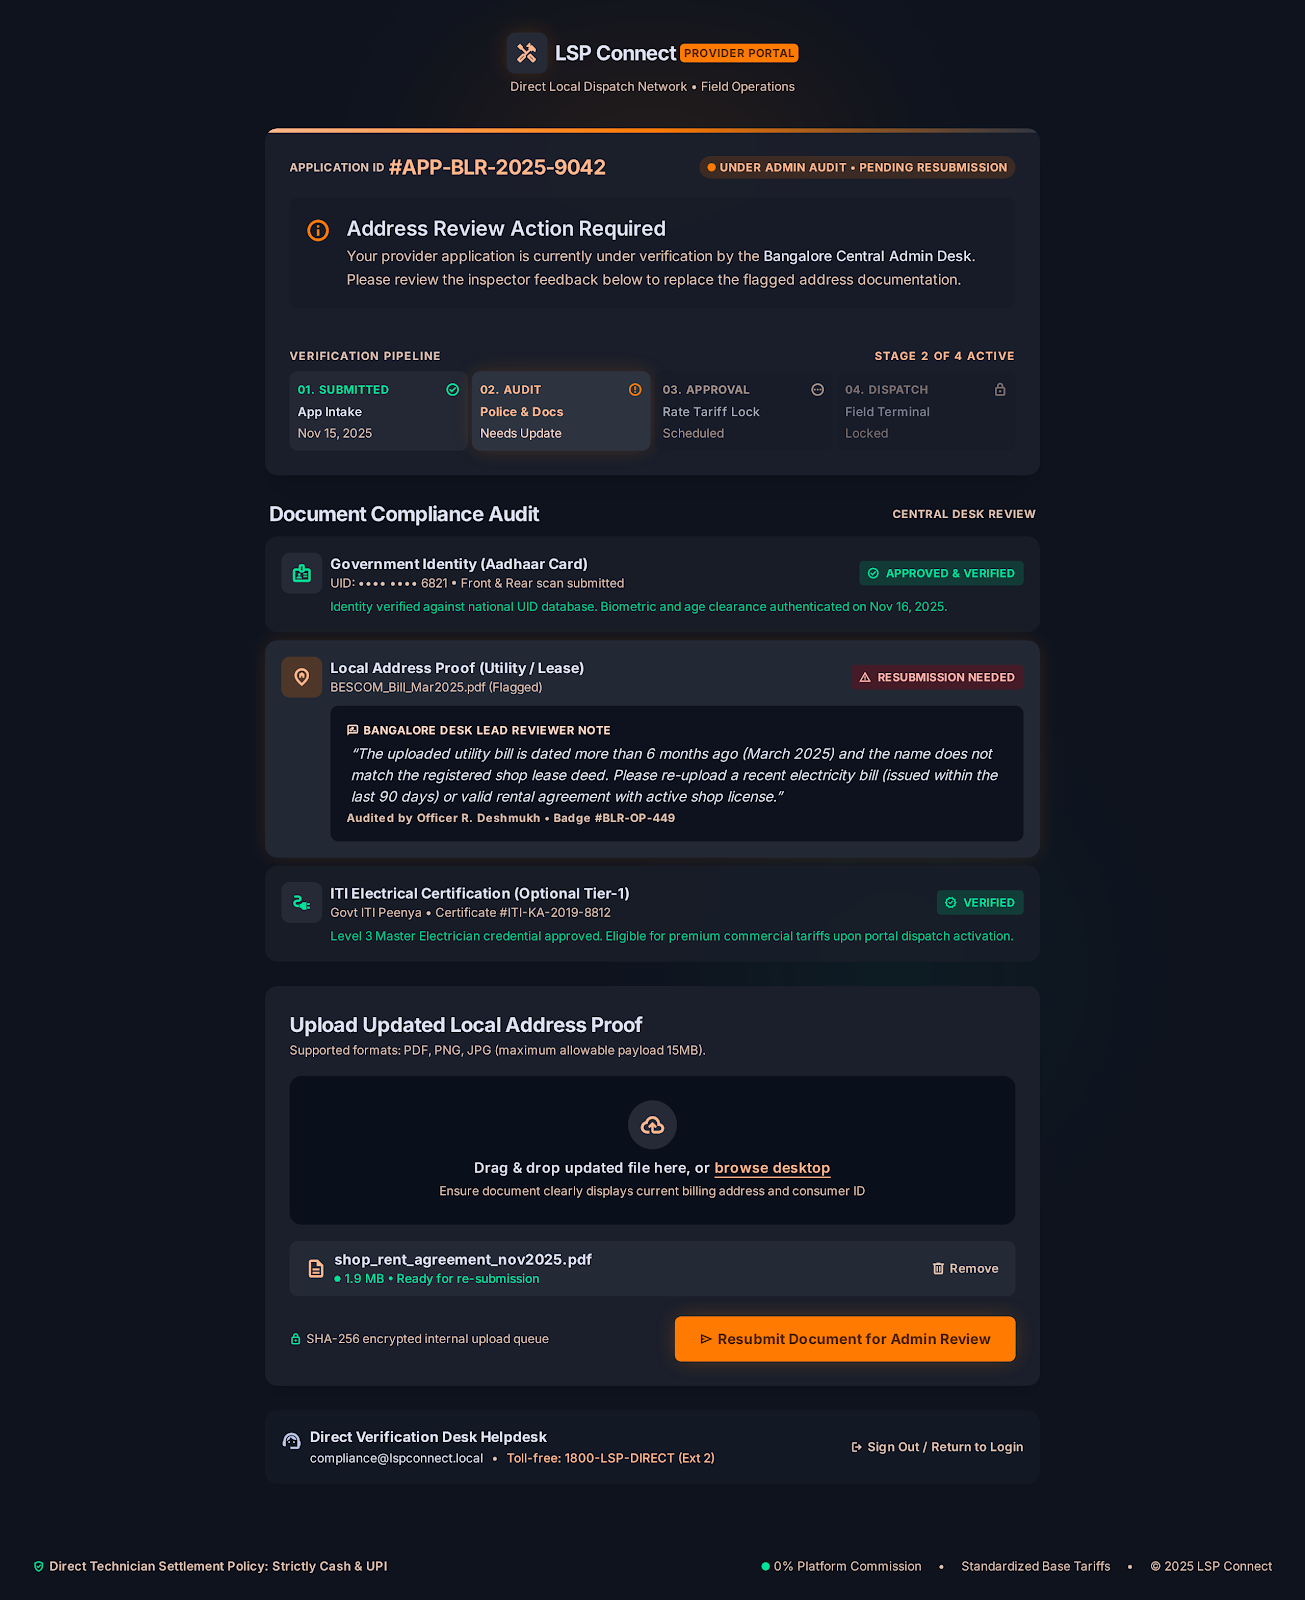 LSP Connect PROVIDER PORTAL
Direct Local Dispatch Network • Field Operations
APPLICATION ID #APP-BLR-2025-9042
UNDER ADMIN AUDIT • PENDING RESUBMISSION
Address Review Action Required
Your provider application is currently under verification by the Bangalore Central Admin Desk.
Please review the inspector feedback below to replace the flagged address documentation.
VERIFICATION PIPELINE
STAGE 2 OF 4 ACTIVE
01. SUBMITTED
App Intake
Nov 15, 2025
02. AUDIT
Police & Docs
Needs Update
03. APPROVAL
Rate Tariff Lock
Scheduled
04. DISPATCH
Field Terminal
Locked
Document Compliance Audit
CENTRAL DESK REVIEW
Government Identity (Aadhaar Card)
UID: •••• •••• 6821 • Front & Rear scan submitted
APPROVED & VERIFIED
Identity verified against national UID database. Biometric and age clearance authenticated on Nov 16, 2025.
Local Address Proof (Utility / Lease)
BESCOM_Bill_Mar2025.pdf (Flagged)
RESUBMISSION NEEDED
BANGALORE DESK LEAD REVIEWER NOTE
“The uploaded utility bill is dated more than 6 months ago (March 2025) and the name does not
match the registered shop lease deed. Please re-upload a recent electricity bill (issued within the
last 90 days) or valid rental agreement with active shop license.”
Audited by Officer R. Deshmukh • Badge #BLR-OP-449
ITI Electrical Certification (Optional Tier-1)
Govt ITI Peenya • Certificate #ITI-KA-2019-8812
VERIFIED
Level 3 Master Electrician credential approved. Eligible for premium commercial tariffs upon portal dispatch activation.
Upload Updated Local Address Proof
Supported formats: PDF, PNG, JPG (maximum allowable payload 15MB).
Drag & drop updated file here, or browse desktop
Ensure document clearly displays current billing address and consumer ID
shop_rent_agreement_nov2025.pdf
1.9 MB • Ready for re-submission
Remove
SHA-256 encrypted internal upload queue
Resubmit Document for Admin Review
Direct Verification Desk Helpdesk
compliance@lspconnect.local • Toll-free: 1800-LSP-DIRECT (Ext 2)
Sign Out / Return to Login
Direct Technician Settlement Policy: Strictly Cash & UPI
0% Platform Commission • Standardized Base Tariffs • © 2025 LSP Connect